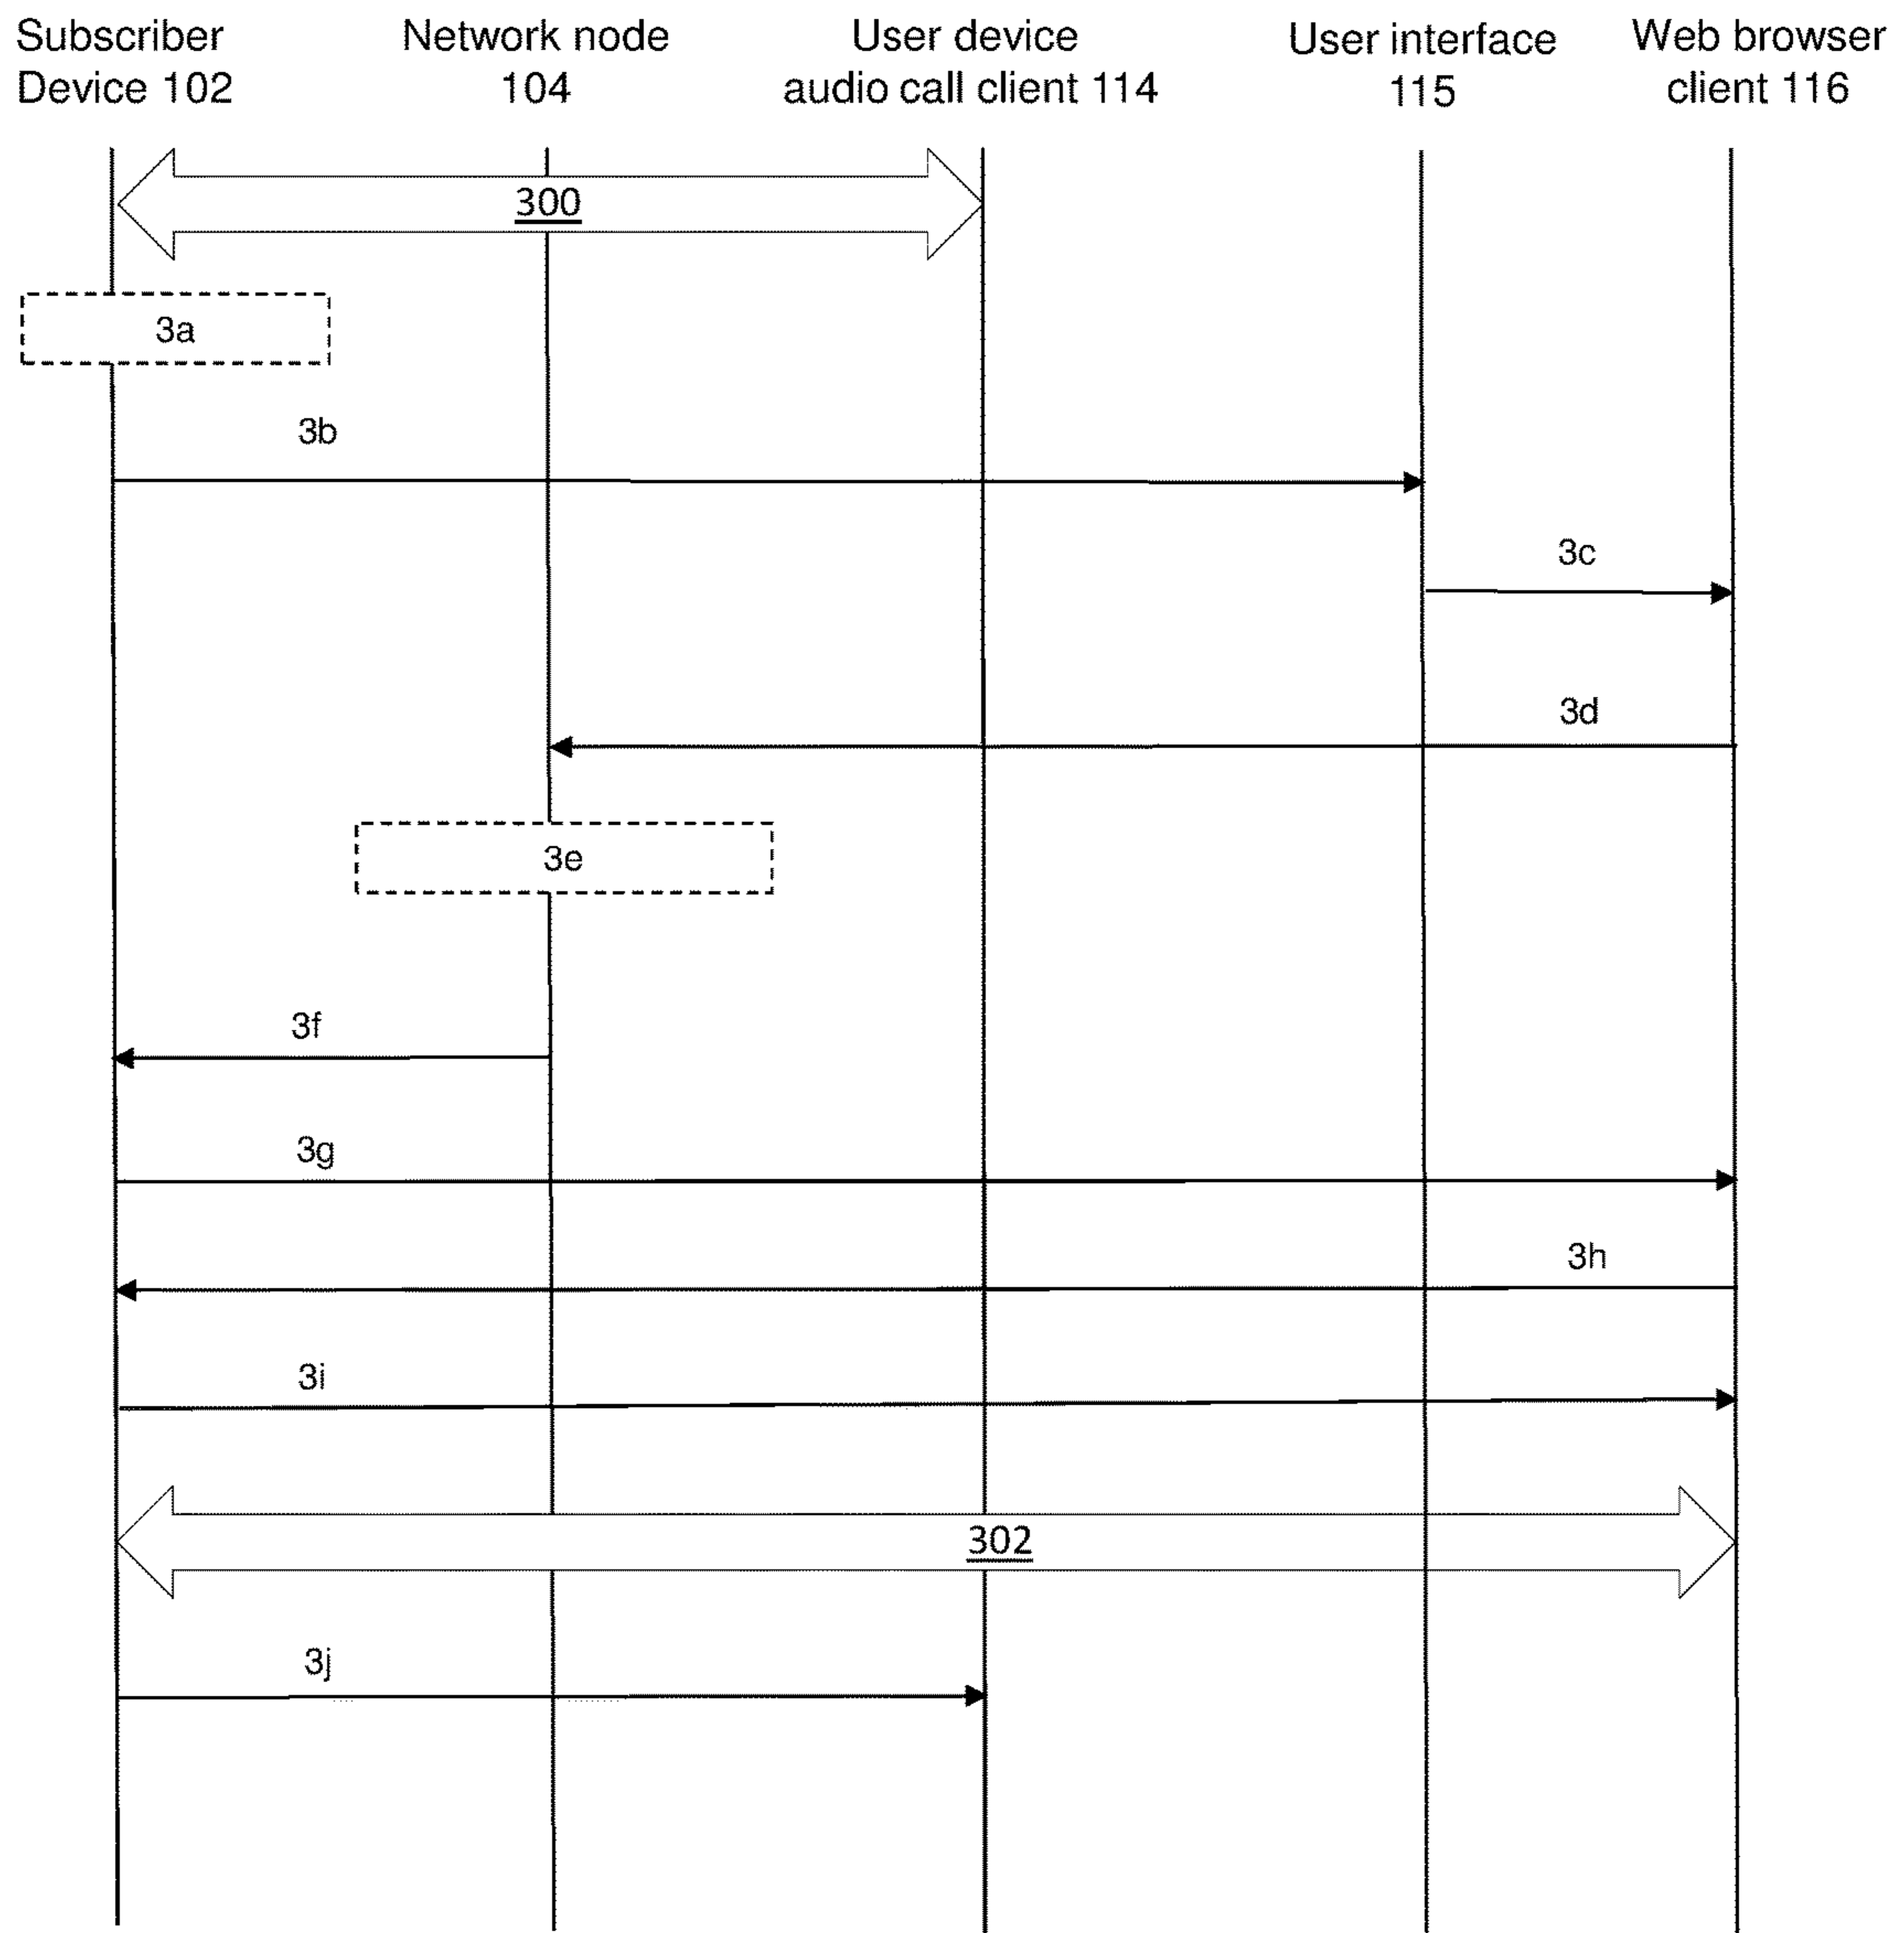 Subscriber
Device 102
Network node
104
User device
audio call client 114
User interface
115
Web browser
client 116
300
3a
3b
3c
3d
3e
3f
3g
3h
3i
302
3j